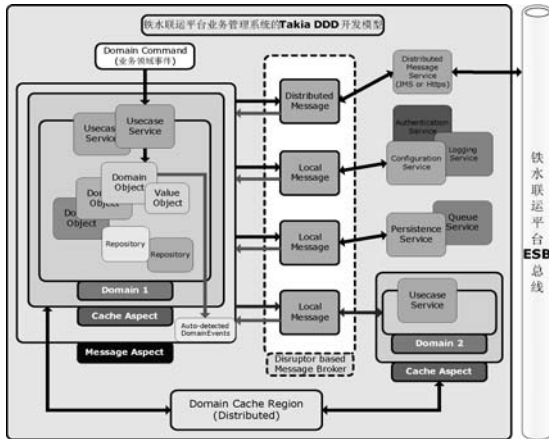 铁水联运平台业务管理系统的Takia DDD 开发模型
Domain Command
(业务领域事件)
Usecase
Service
Usecase
Service
Domain
Object
Value
Object
Domain
Object
Domain
Object
Repository
Repository
Domain 1
Cache Aspect
Message Aspect
Auto-detected
DomainEvents
Distributed
Message
Local
Message
Local
Message
Local
Message
Disruptor based
Message Broker
Distributed
Message
Service
(JMS or Https)
Authentication
Service
Configuration
Service
Logging
Service
Persistence
Service
Queue
Service
Usecase
Service
Domain 2
Cache Aspect
Domain Cache Region
(Distributed)
铁
水
联
运
平
台
ESB
总
线